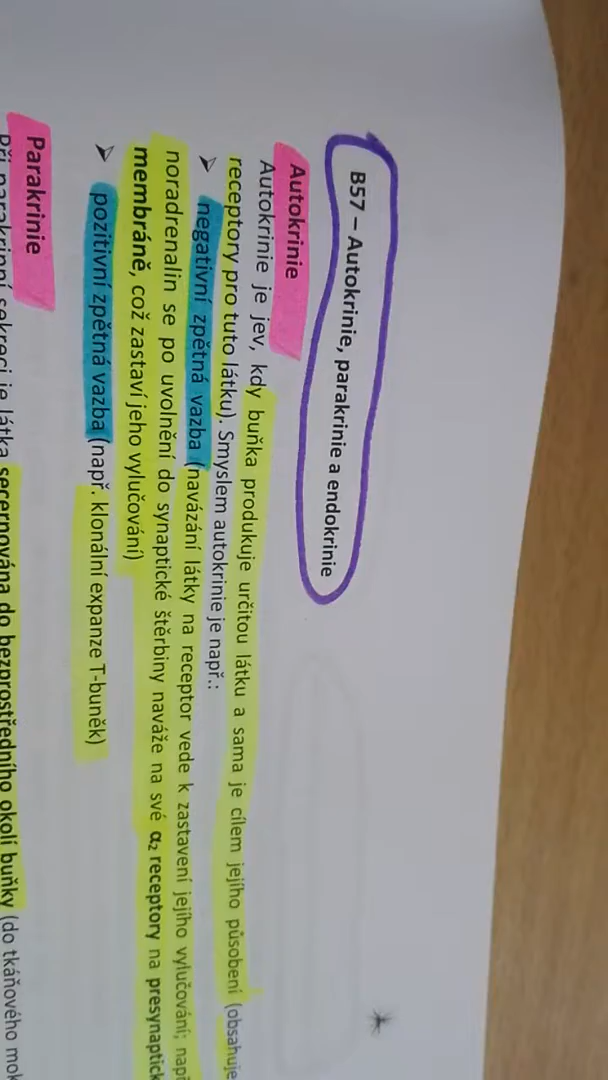 B57 – Autokrinie, parakrinie a endokrinie
Autokrinie
Autokrinie je jev, kdy buňka produkuje určitou látku a sama je cílem jejího působení (obsahuje
receptory pro tuto látku). Smyslem autokrinie je např.:
➢ negativní zpětná vazba (navázání látky na receptor vede k zastavení jejího vylučování; např
noradrenalin se po uvolnění do synaptické štěrbiny naváže na své α₂ receptory na presynaptick
membráně, což zastaví jeho vylučování)
➢ pozitivní zpětná vazba (např. klonální expanze T-buněk)
Parakrinie
Při parakrinní sekreci je látka secernována do bezprostředního okolí buňky (do tkáňového mok